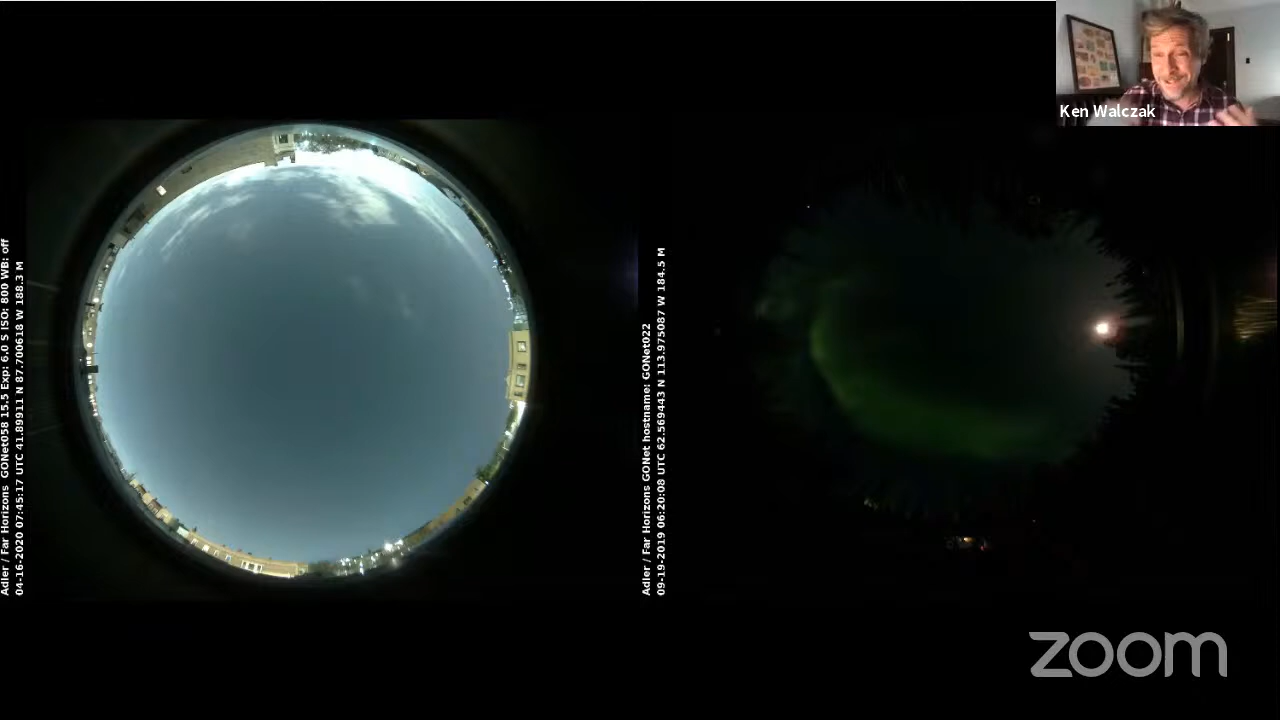 Ken Walczak
Adler / Far Horizons GONet058 15.5 Exp: 6.0 S ISO: 800 WB: off
04-16-2020 07:45:17 UTC 41.89911 N 87.700618 W 188.3 M
Adler / Far Horizons GONet hostname: GONet022
09-19-2019 06:20:08 UTC 62.569443 N 113.975087 W 184.5 M
zoom